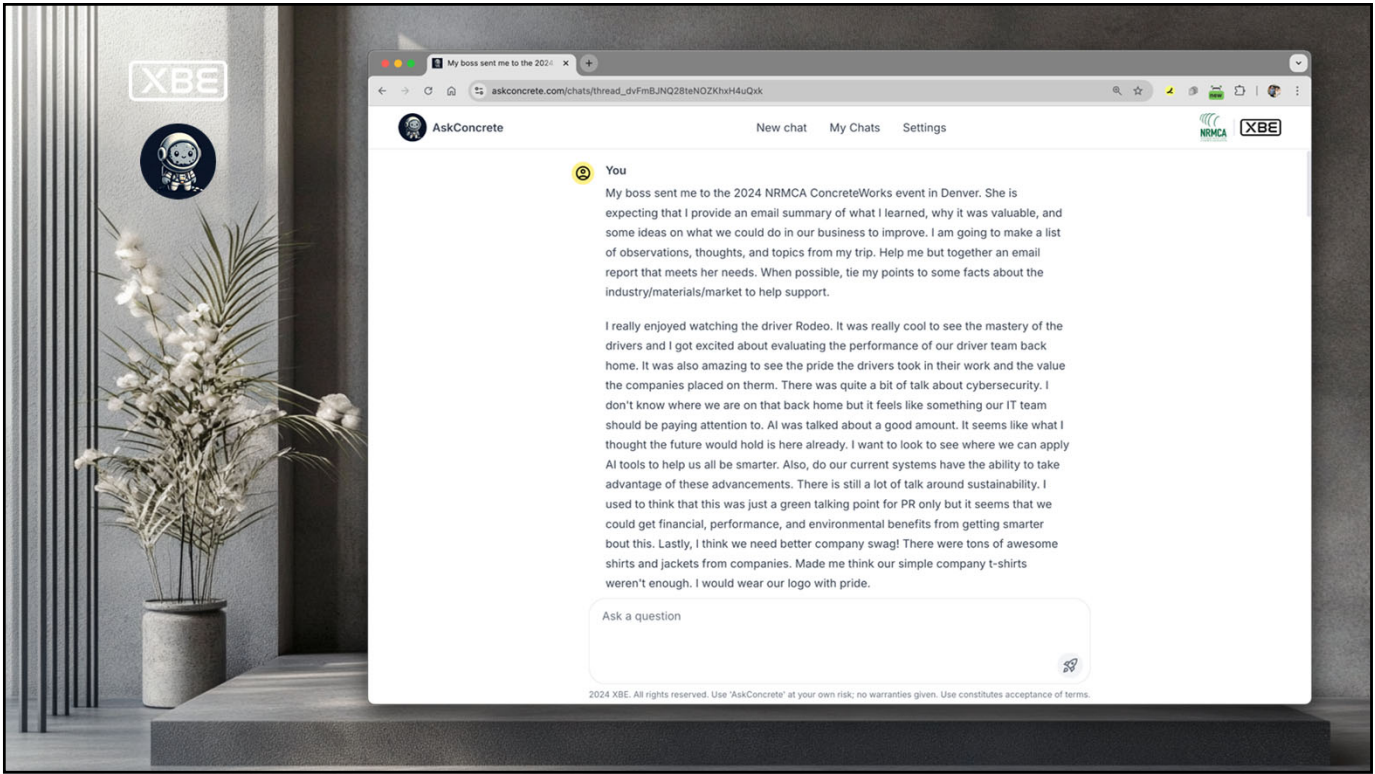 XBE
My boss sent me to the 2024
askconcrete.com/chats/thread_dvFmBJNQ28teNOZKhxH4uQxk
new
AskConcrete
New chat My Chats Settings
NRMCA XBE
You
My boss sent me to the 2024 NRMCA ConcreteWorks event in Denver. She is
expecting that I provide an email summary of what I learned, why it was valuable, and
some ideas on what we could do in our business to improve. I am going to make a list
of observations, thoughts, and topics from my trip. Help me but together an email
report that meets her needs. When possible, tie my points to some facts about the
industry/materials/market to help support.
I really enjoyed watching the driver Rodeo. It was really cool to see the mastery of the
drivers and I got excited about evaluating the performance of our driver team back
home. It was also amazing to see the pride the drivers took in their work and the value
the companies placed on therm. There was quite a bit of talk about cybersecurity. I
don't know where we are on that back home but it feels like something our IT team
should be paying attention to. AI was talked about a good amount. It seems like what I
thought the future would hold is here already. I want to look to see where we can apply
AI tools to help us all be smarter. Also, do our current systems have the ability to take
advantage of these advancements. There is still a lot of talk around sustainability. I
used to think that this was just a green talking point for PR only but it seems that we
could get financial, performance, and environmental benefits from getting smarter
bout this. Lastly, I think we need better company swag! There were tons of awesome
shirts and jackets from companies. Made me think our simple company t-shirts
weren't enough. I would wear our logo with pride.
Ask a question
2024 XBE. All rights reserved. Use 'AskConcrete' at your own risk; no warranties given. Use constitutes acceptance of terms.